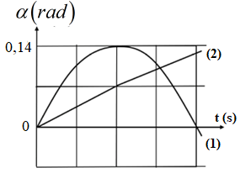 α(rad)
0,14
(2)
0
t (s)
(1)